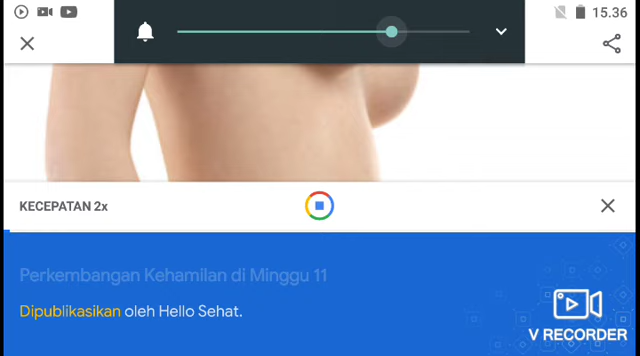 15.36
KECEPATAN 2x
Perkembangan Kehamilan di Minggu 11
Dipublikasikan oleh Hello Sehat.
V RECORDER